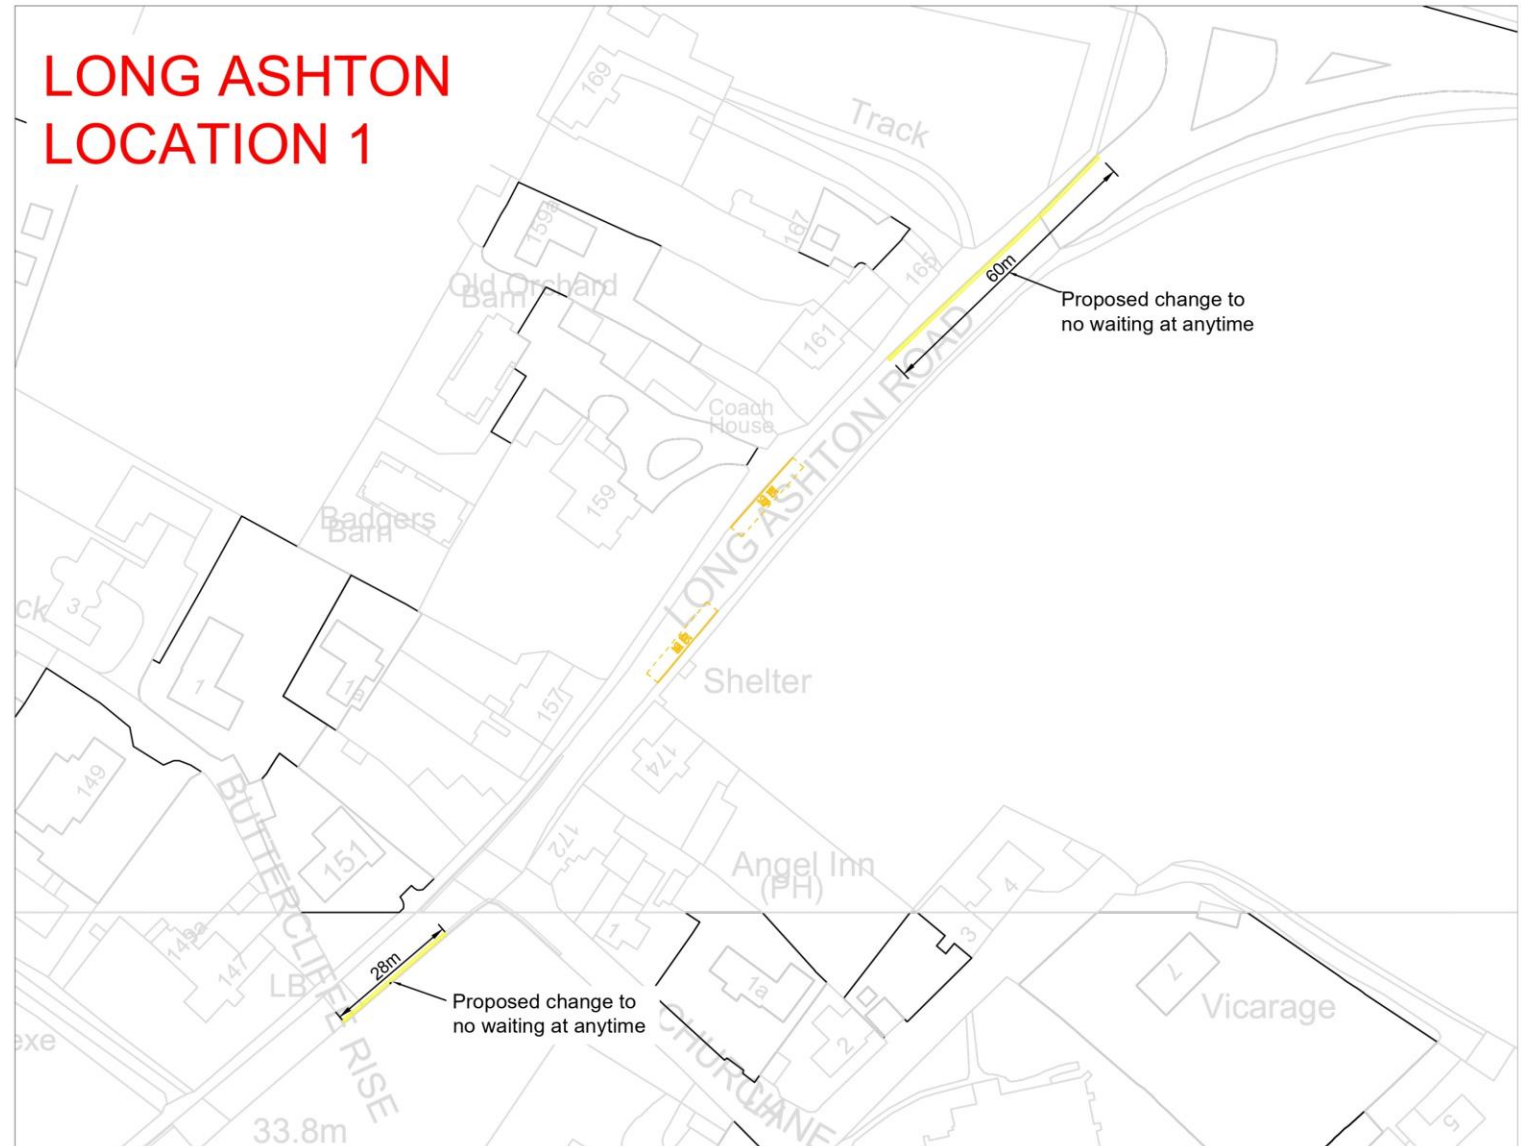 LONG ASHTON
LOCATION 1
169
Track
159a
167
165
Old Orchard
Barn
60m
Proposed change to
no waiting at anytime
161
LONG ASHTON ROAD
Coach
House
159
Badgers
Barn
ck
3
1
1a
157
Shelter
149
174
BUTTERCLIFFE RISE
151
172
Angel Inn
(PH)
4
1
3
149a
147
28m
LB
1a
7
Vicarage
Proposed change to
no waiting at anytime
exe
CHURCH LANE
2
5
33.8m